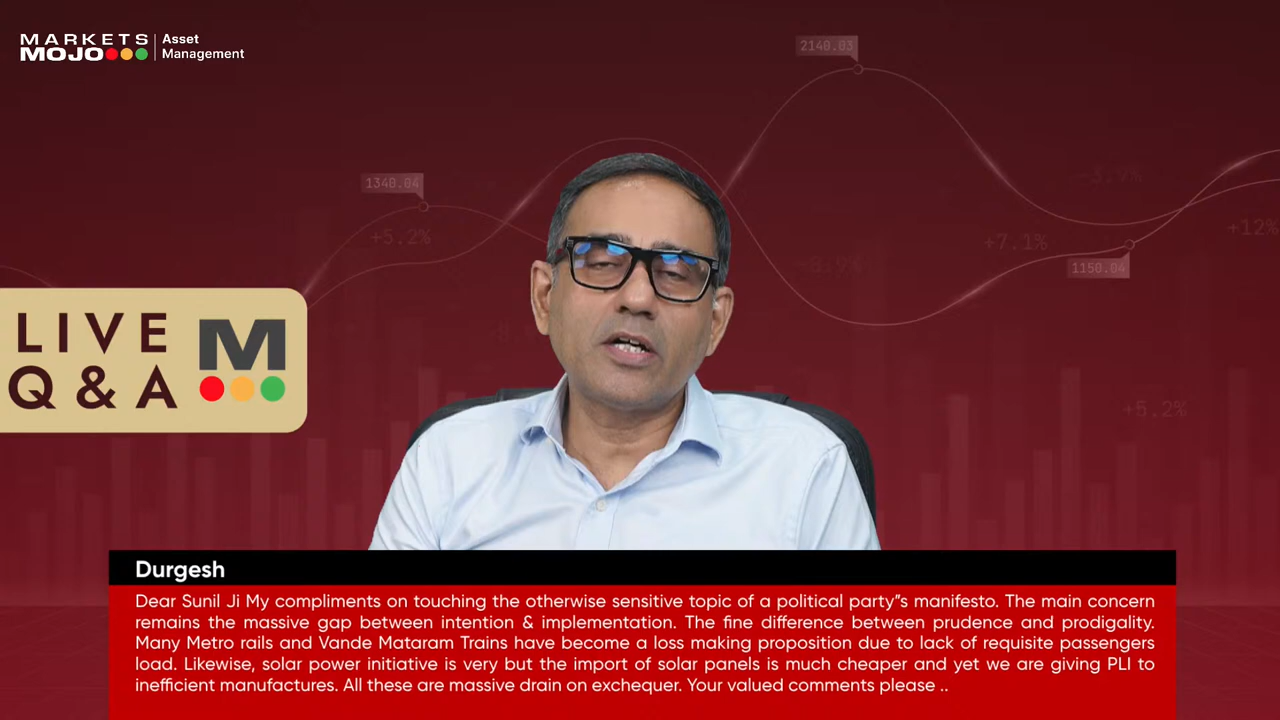 MARKETS
MOJO
Asset
Management
2140.03
1340.04
+5.2%
+7.1%
+12%
1150.04
+5.2%
LIVE
Q & A
M
Durgesh
Dear Sunil Ji My compliments on touching the otherwise sensitive topic of a political party"s manifesto. The main concern
remains the massive gap between intention & implementation. The fine difference between prudence and prodigality.
Many Metro rails and Vande Mataram Trains have become a loss making proposition due to lack of requisite passengers
load. Likewise, solar power initiative is very but the import of solar panels is much cheaper and yet we are giving PLI to
inefficient manufactures. All these are massive drain on exchequer. Your valued comments please ..